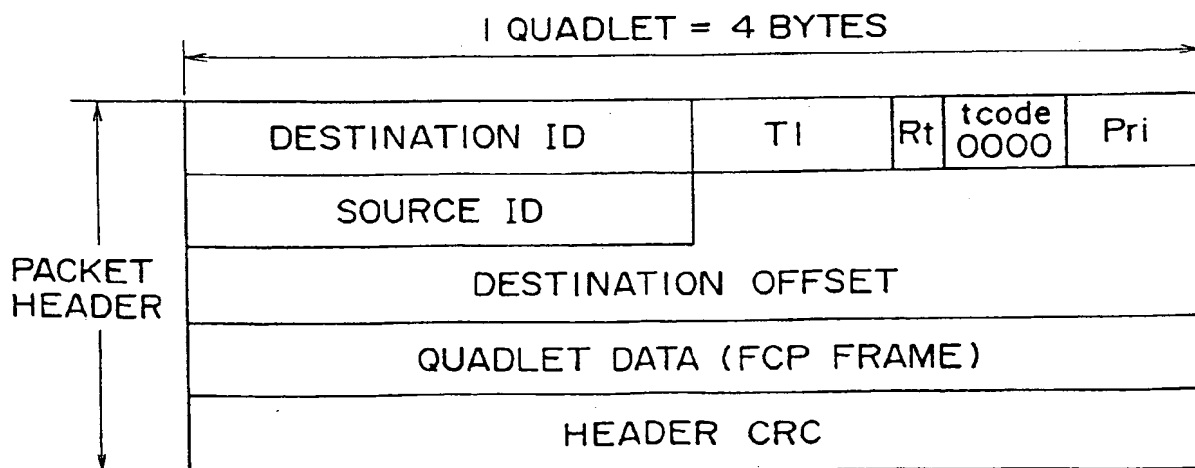 1 QUADLET = 4 BYTES
DESTINATION ID
Tl
Rt
tcode
0000
Pri
SOURCE ID
PACKET
HEADER
DESTINATION OFFSET
QUADLET DATA (FCP FRAME)
HEADER CRC